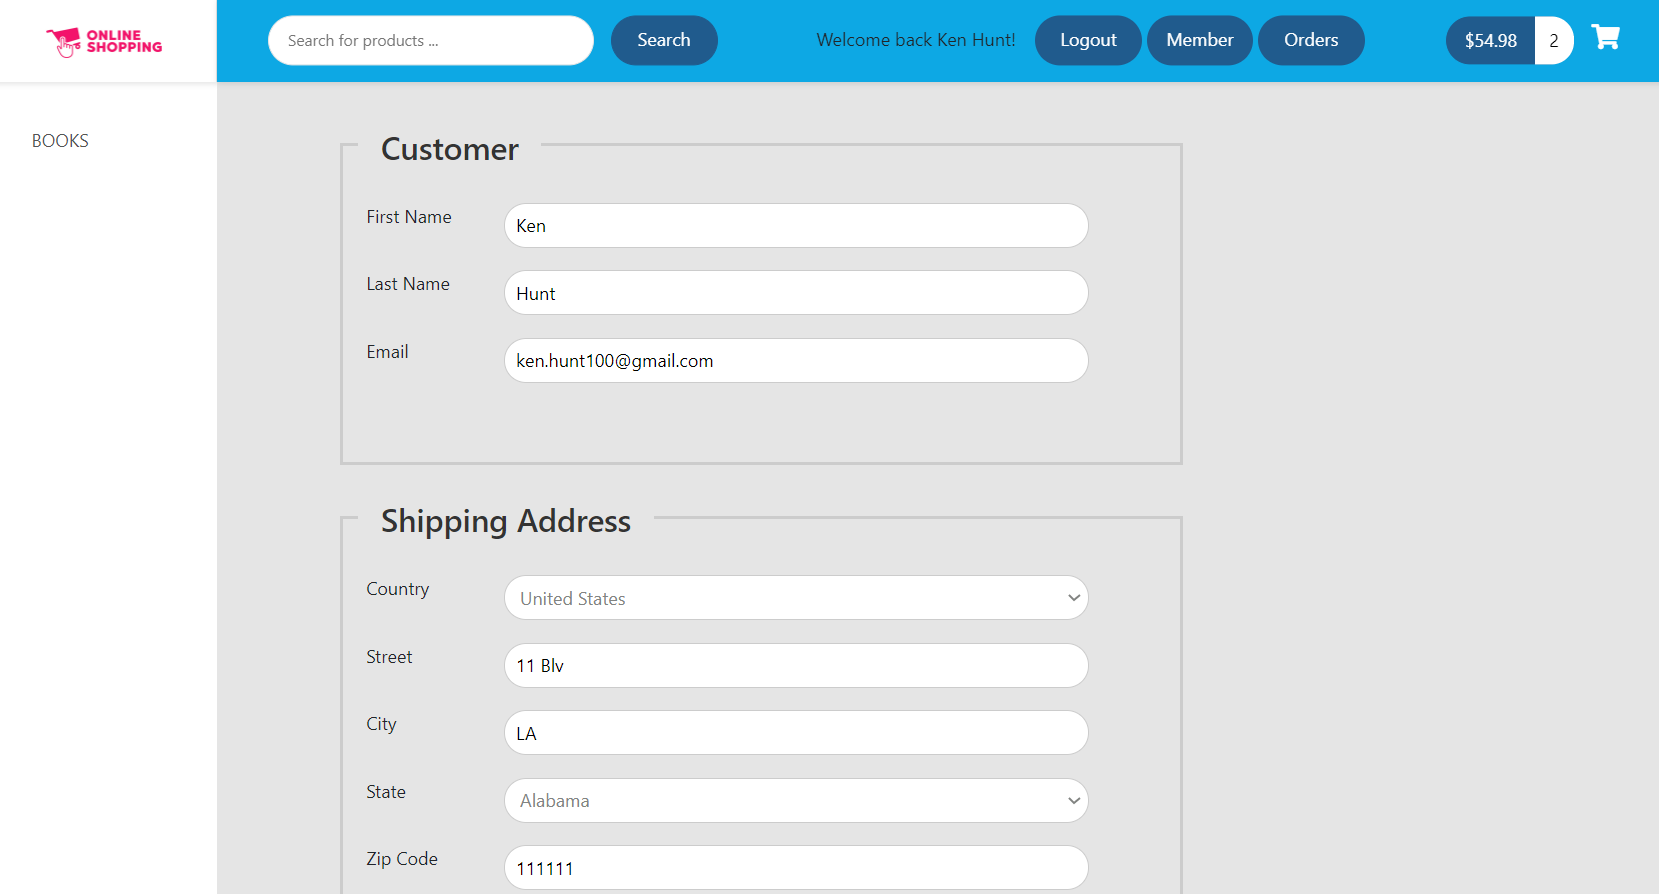 ONLINE
SHOPPING
Search for products ...
Search
Welcome back Ken Hunt!
Logout
Member
Orders
$54.98
2
BOOKS
Customer
First Name
Ken
Last Name
Hunt
Email
ken.hunt100@gmail.com
Shipping Address
Country
United States
Street
11 Blv
City
LA
State
Alabama
Zip Code
111111